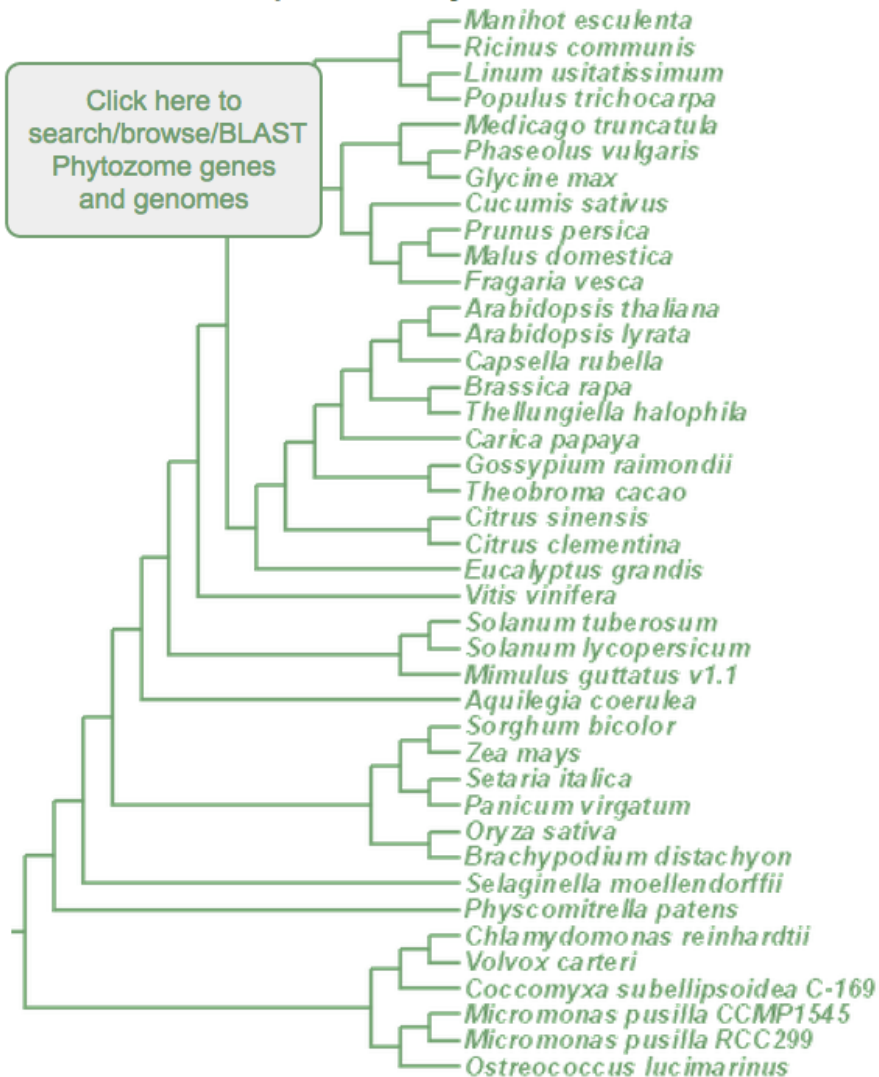 Manihot esculenta
Ricinus communis
Linum usitatissimum
Populus trichocarpa
Click here to
search/browse/BLAST
Phytozome genes
and genomes
Medicago truncatula
Phaseolus vulgaris
Glycine max
Cucumis sativus
Prunus persica
Malus domestica
Fragaria vesca
Arabidopsis thaliana
Arabidopsis lyrata
Capsella rubella
Brassica rapa
Thellungiella halophila
Carica papaya
Gossypium raimondii
Theobroma cacao
Citrus sinensis
Citrus clementina
Eucalyptus grandis
Vitis vinifera
Solanum tuberosum
Solanum lycopersicum
Mimulus guttatus v1.1
Aquilegia coerulea
Sorghum bicolor
Zea mays
Setaria italica
Panicum virgatum
Oryza sativa
Brachypodium distachyon
Selaginella moellendorffii
Physcomitrella patens
Chlamydomonas reinhardtii
Volvox carteri
Coccomyxa subellipsoidea C-169
Micromonas pusilla CCMP1545
Micromonas pusilla RCC299
Ostreococcus lucimarinus